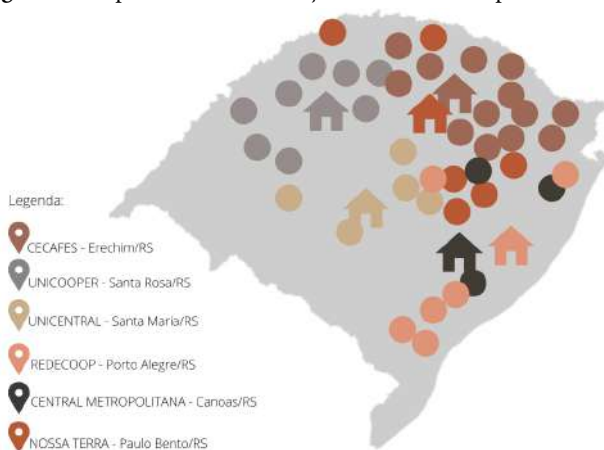 Legenda:
CECAFES - Erechim/RS
UNICOOPER - Santa Rosa/RS
UNICENTRAL - Santa Maria/RS
REDECOOP - Porto Alegre/RS
CENTRAL METROPOLITANA - Canoas/RS
NOSSA TERRA - Paulo Bento/RS